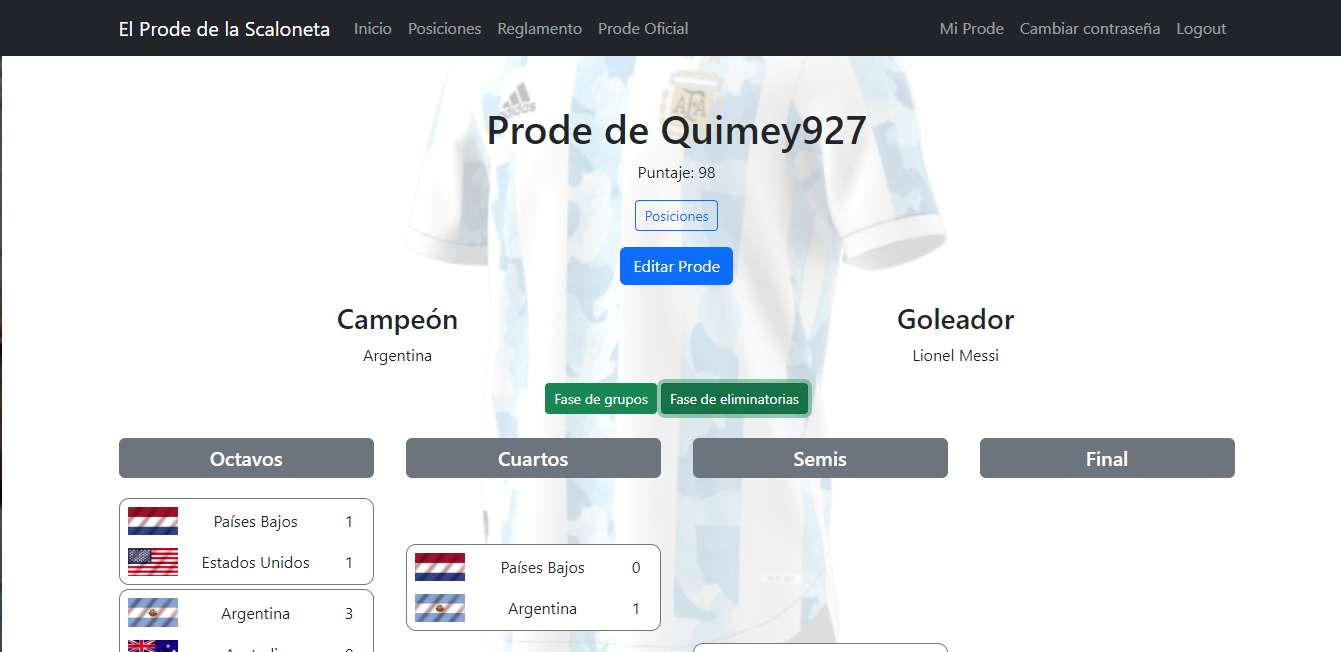 El Prode de la Scaloneta Inicio Posiciones Reglamento Prode Oficial Mi Prode Cambiar contraseña Logout
adidas
AFA
Prode de Quimey927
Puntaje: 98
Posiciones
Editar Prode
Campeón Goleador
Argentina Lionel Messi
Fase de grupos Fase de eliminatorias
Octavos Cuartos Semis Final
Países Bajos 1
Estados Unidos 1
Países Bajos 0
Argentina 1
Argentina 3